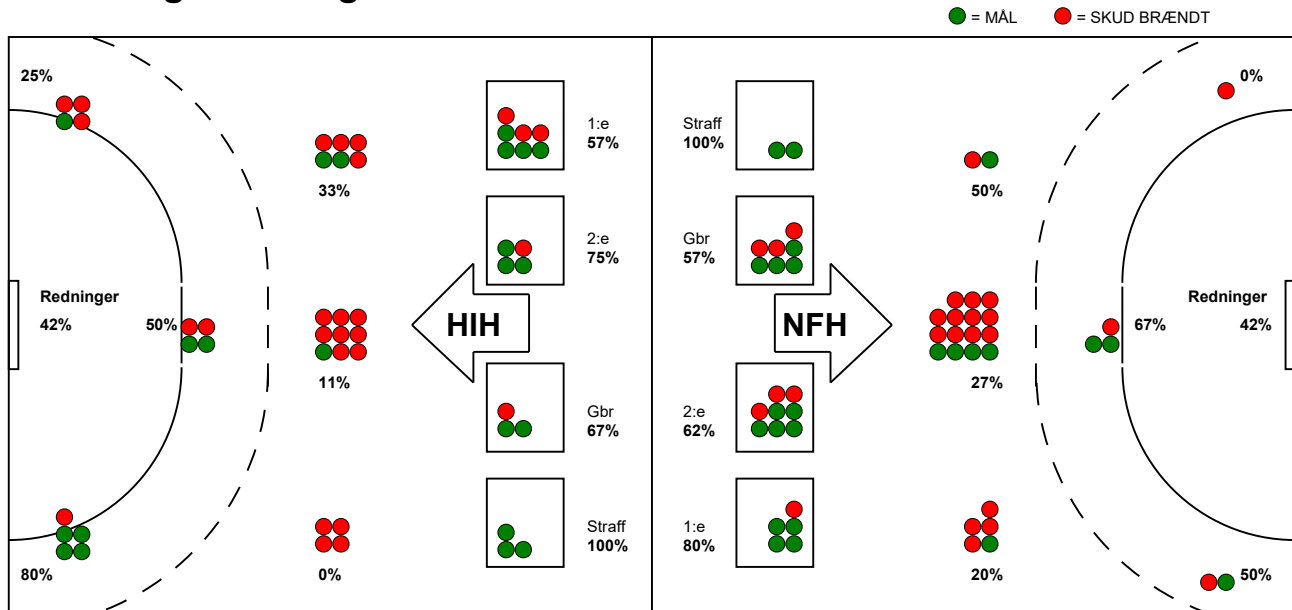 = MÅL
= SKUD BRÆNDT
25%
33%
1:e
57%
2:e
75%
Redninger
42%
50%
11%
HIH
Gbr
67%
Straff
100%
80%
0%
Straff
100%
0%
50%
Gbr
57%
NFH
27%
67%
Redninger
42%
2:e
62%
1:e
80%
20%
50%